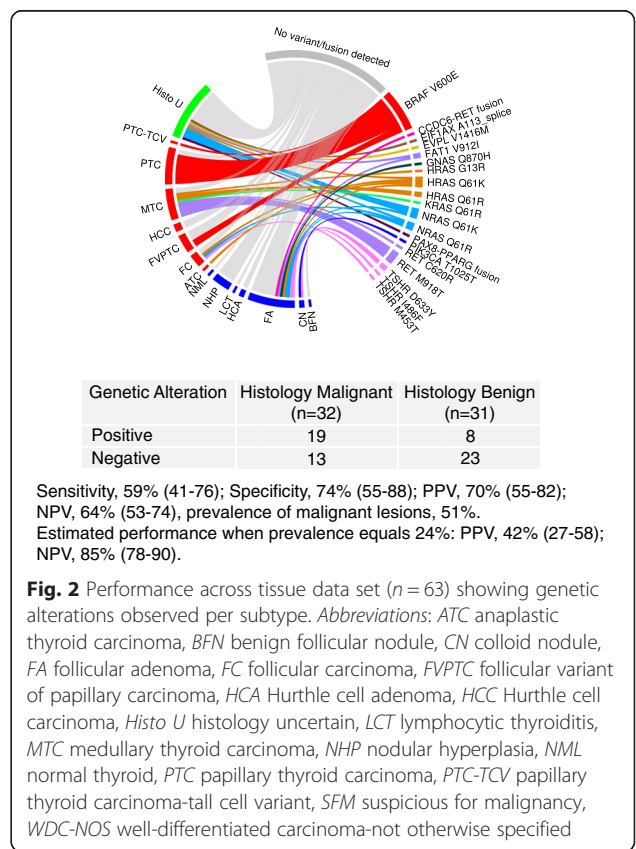 No variant/fusion detected
BRAF V600E
CCDC6-RET fusion
EIF1AX A113_splice
EVPL V1416M
FAT1 V912I
GNAS Q870H
HRAS G13R
HRAS Q61K
HRAS Q61R
KRAS Q61R
NRAS Q61K
NRAS Q61R
PAX8-PPARG fusion
PIK3CA T1025T
RET C620R
RET M918T
TSHR D633Y
TSHR I486F
TSHR M453T
BFN
CN
FA
HCA
LCT
NHP
NML
ATC
FC
FVPTC
HCC
MTC
PTC
PTC-TCV
Histo U
Genetic Alteration Histology Malignant Histology Benign
(n=32) (n=31)
Positive 19 8
Negative 13 23
Sensitivity, 59% (41-76); Specificity, 74% (55-88); PPV, 70% (55-82);
NPV, 64% (53-74), prevalence of malignant lesions, 51%.
Estimated performance when prevalence equals 24%: PPV, 42% (27-58);
NPV, 85% (78-90).
Fig. 2 Performance across tissue data set (n = 63) showing genetic
alterations observed per subtype. Abbreviations: ATC anaplastic
thyroid carcinoma, BFN benign follicular nodule, CN colloid nodule,
FA follicular adenoma, FC follicular carcinoma, FVPTC follicular variant
of papillary carcinoma, HCA Hurthle cell adenoma, HCC Hurthle cell
carcinoma, Histo U histology uncertain, LCT lymphocytic thyroiditis,
MTC medullary thyroid carcinoma, NHP nodular hyperplasia, NML
normal thyroid, PTC papillary thyroid carcinoma, PTC-TCV papillary
thyroid carcinoma-tall cell variant, SFM suspicious for malignancy,
WDC-NOS well-differentiated carcinoma-not otherwise specified